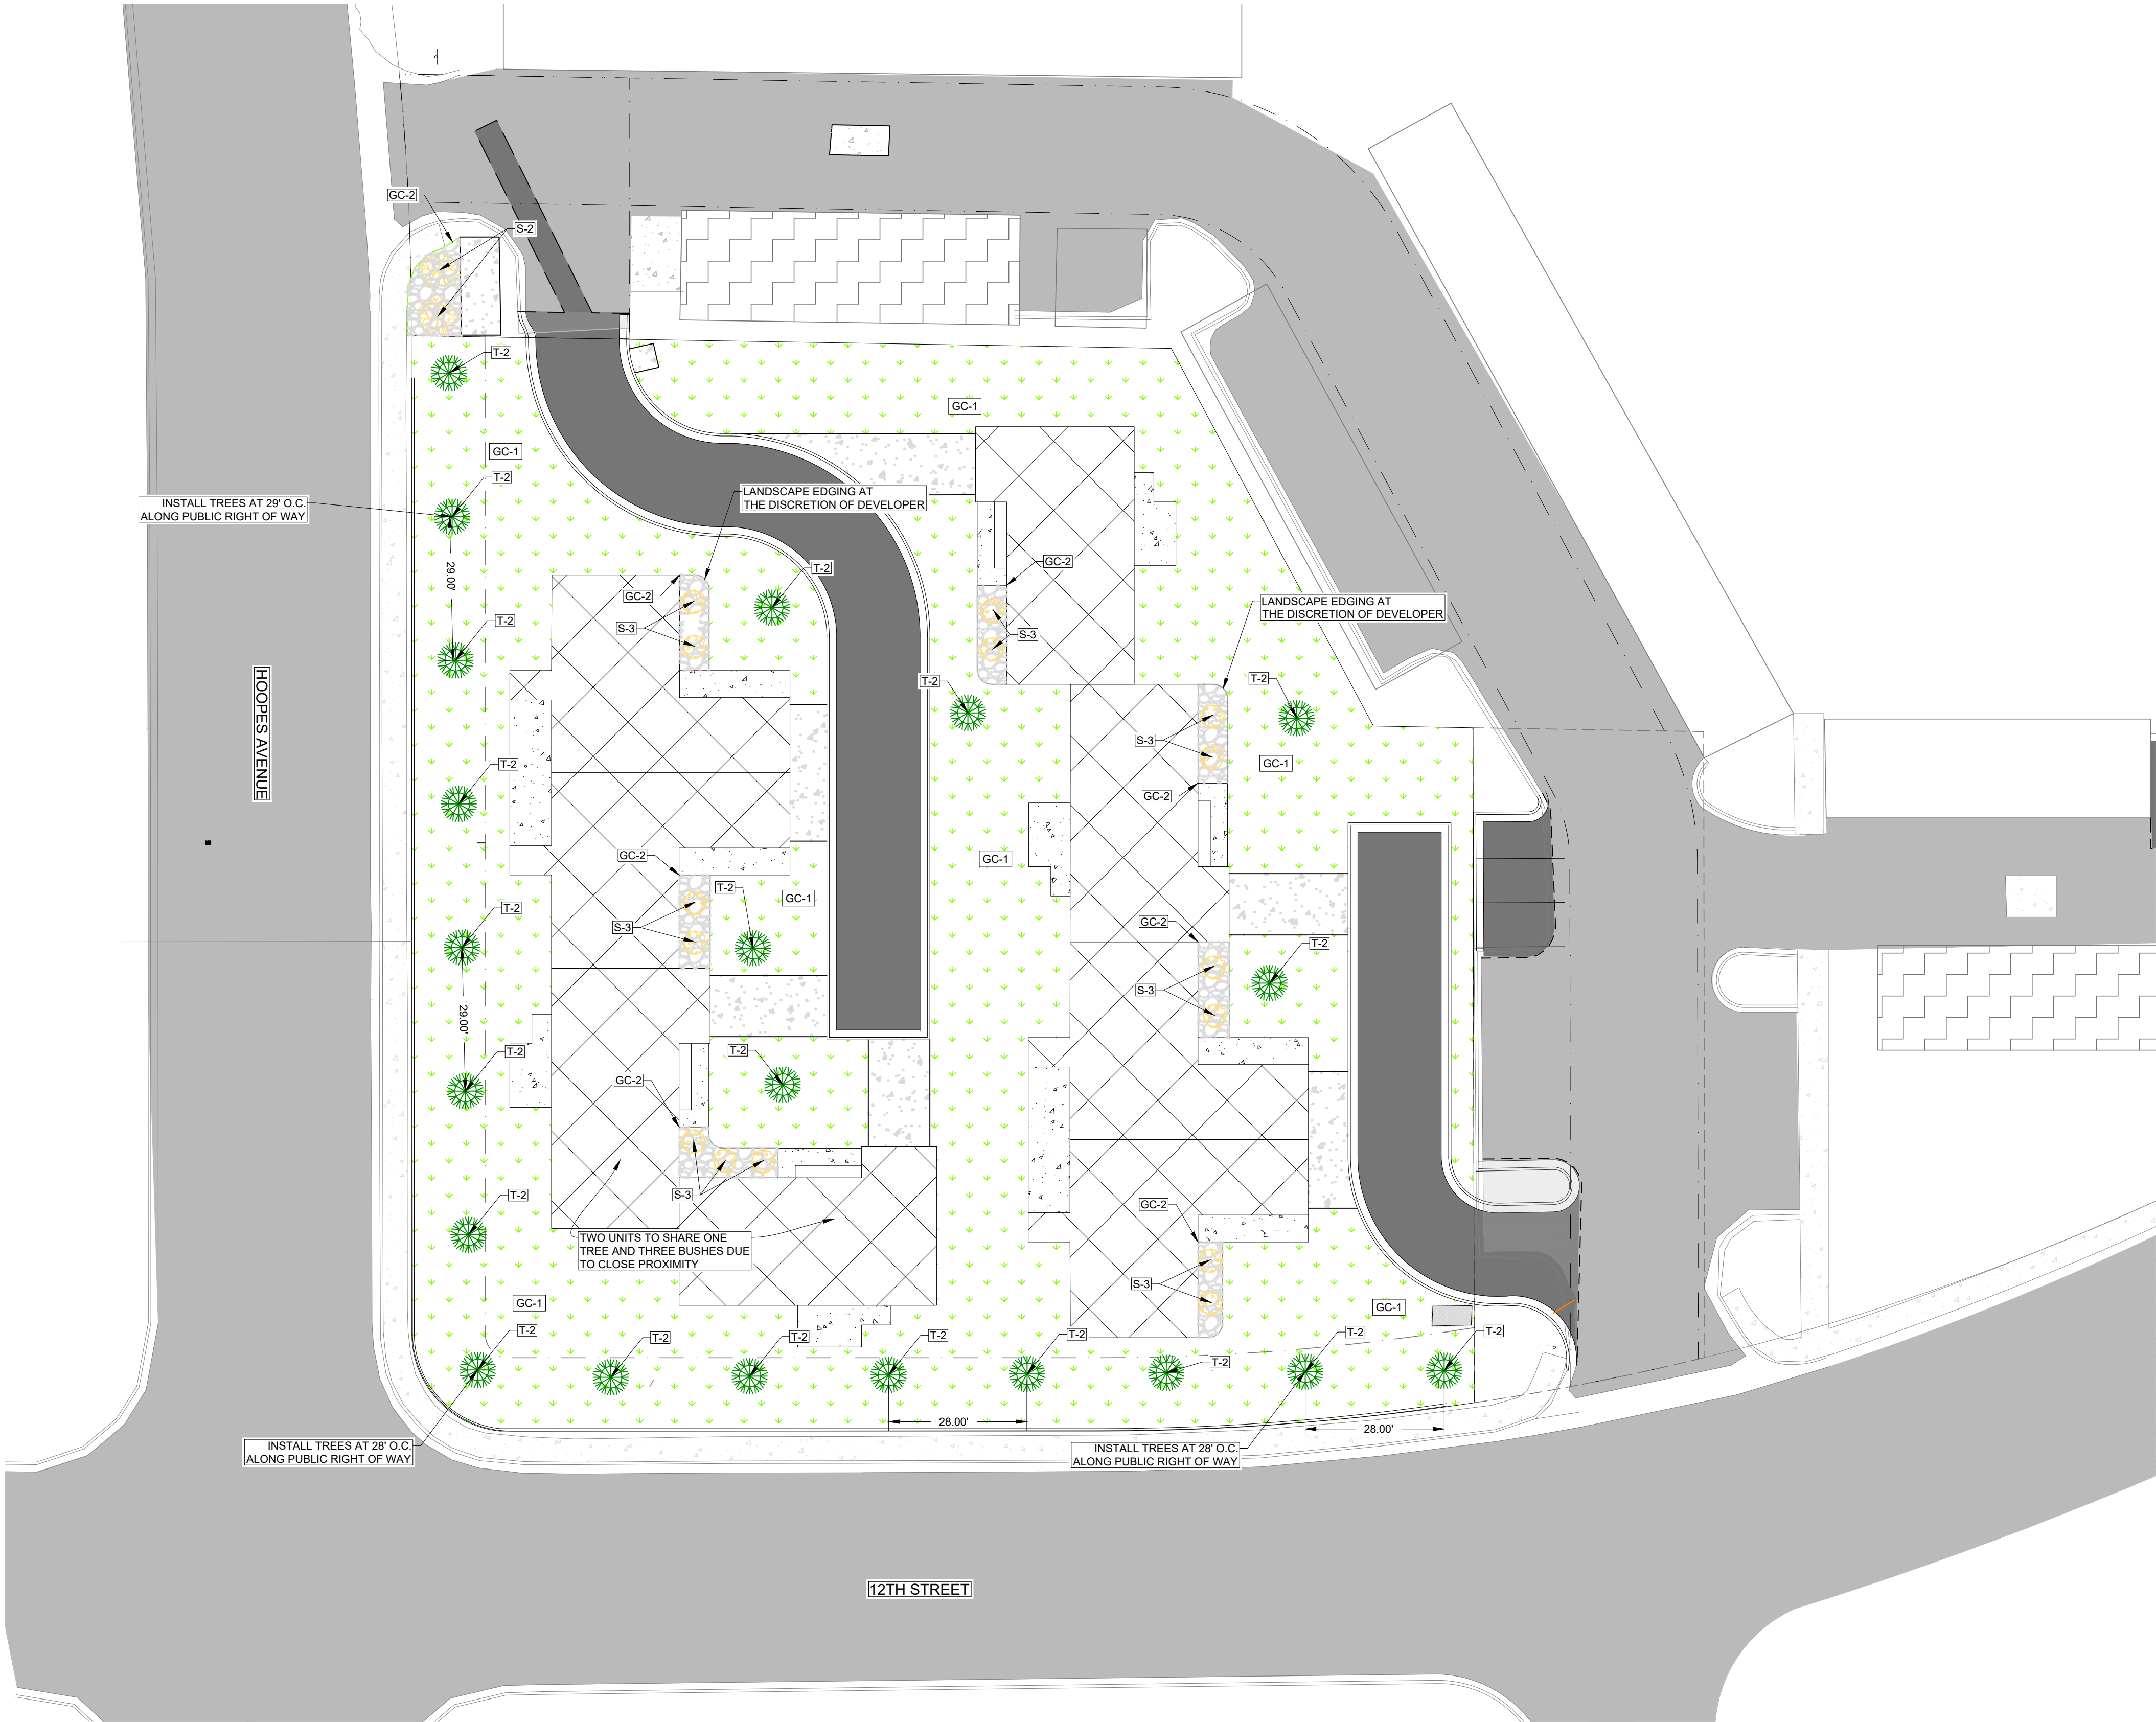 GC-2
S-2
T-2
GC-1
GC-1
T-2
INSTALL TREES AT 29' O.C.
ALONG PUBLIC RIGHT OF WAY
LANDSCAPE EDGING AT
THE DISCRETION OF DEVELOPER
29.00'
GC-2
T-2
GC-2
S-3
LANDSCAPE EDGING AT
THE DISCRETION OF DEVELOPER
T-2
S-3
S-3
T-2
T-2
HOOPES AVENUE
S-3
GC-1
T-2
GC-2
GC-2
GC-1
T-2
GC-1
T-2
S-3
GC-2
T-2
S-3
29.00'
T-2
T-2
GC-2
S-3
T-2
GC-2
TWO UNITS TO SHARE ONE
TREE AND THREE BUSHES DUE
TO CLOSE PROXIMITY
S-3
GC-1
GC-1
T-2
T-2
T-2
T-2
T-2
T-2
T-2
T-2
28.00'
28.00'
INSTALL TREES AT 28' O.C.
ALONG PUBLIC RIGHT OF WAY
INSTALL TREES AT 28' O.C.
ALONG PUBLIC RIGHT OF WAY
12TH STREET